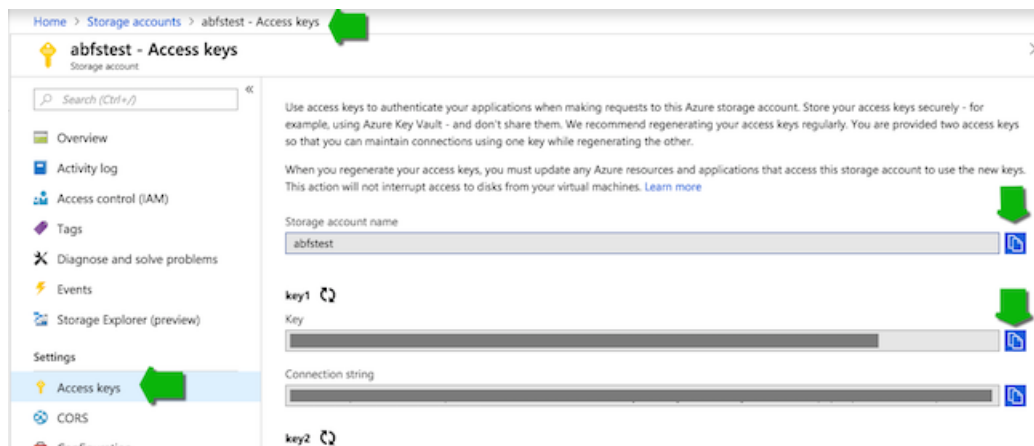 Home > Storage accounts > abfstest - Access keys
abfstest - Access keys
Storage account
Search (Ctrl+/)
«
Overview
Activity log
Access control (IAM)
Tags
Diagnose and solve problems
Events
Storage Explorer (preview)
Settings
Access keys
CORS
Use access keys to authenticate your applications when making requests to this Azure storage account. Store your access keys securely - for
example, using Azure Key Vault - and don't share them. We recommend regenerating your access keys regularly. You are provided two access keys
so that you can maintain connections using one key while regenerating the other.
When you regenerate your access keys, you must update any Azure resources and applications that access this storage account to use the new keys.
This action will not interrupt access to disks from your virtual machines. Learn more
Storage account name
abfstest
key1
Key
Connection string
key2